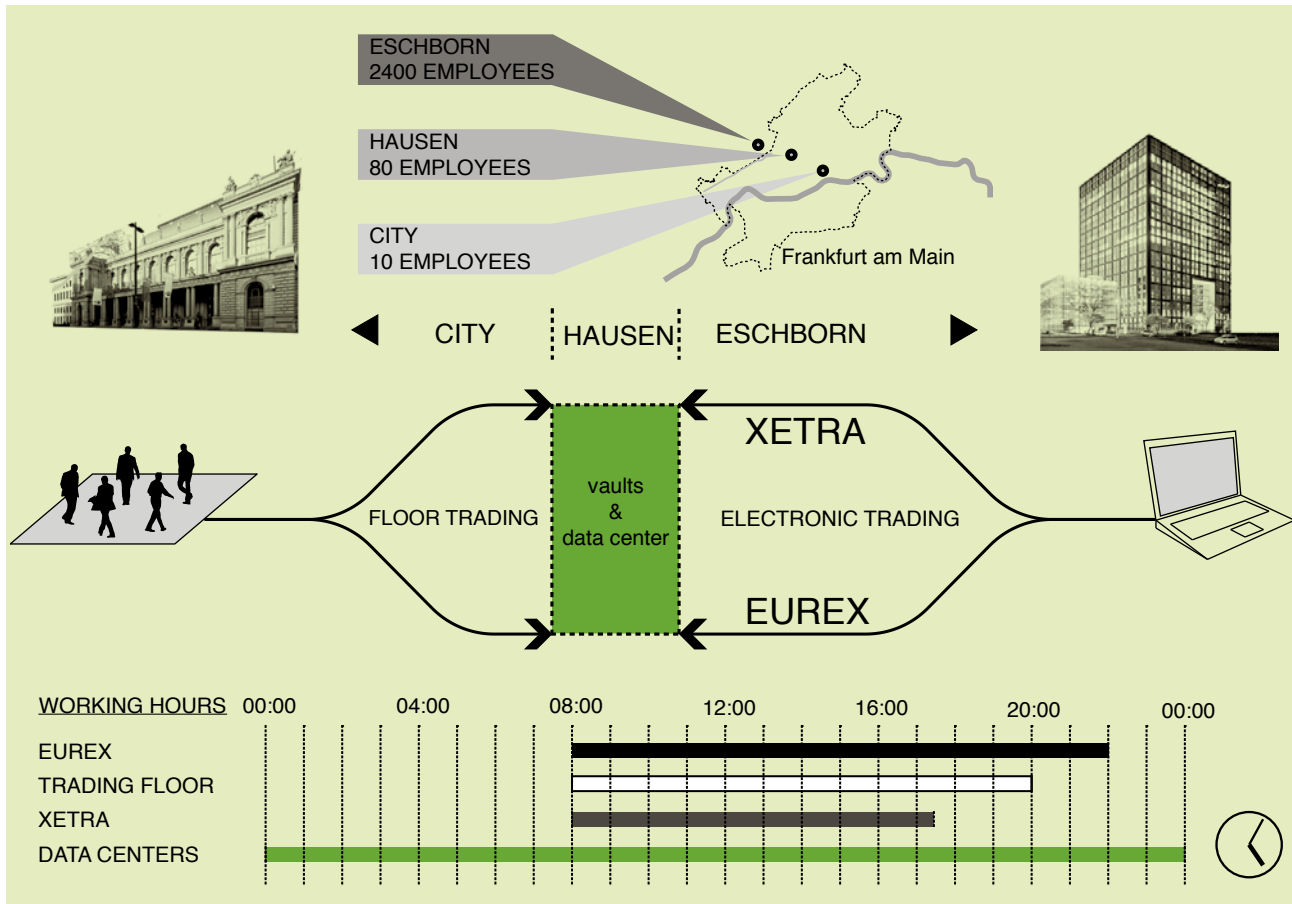 ESCHBORN
2400 EMPLOYEES
HAUSEN
80 EMPLOYEES
CITY
10 EMPLOYEES
Frankfurt am Main
CITY
HAUSEN
ESCHBORN
XETRA
FLOOR TRADING
vaults
&
data center
ELECTRONIC TRADING
EUREX
WORKING HOURS 00:00 04:00 08:00 12:00 16:00 20:00 00:00
EUREX
TRADING FLOOR
XETRA
DATA CENTERS